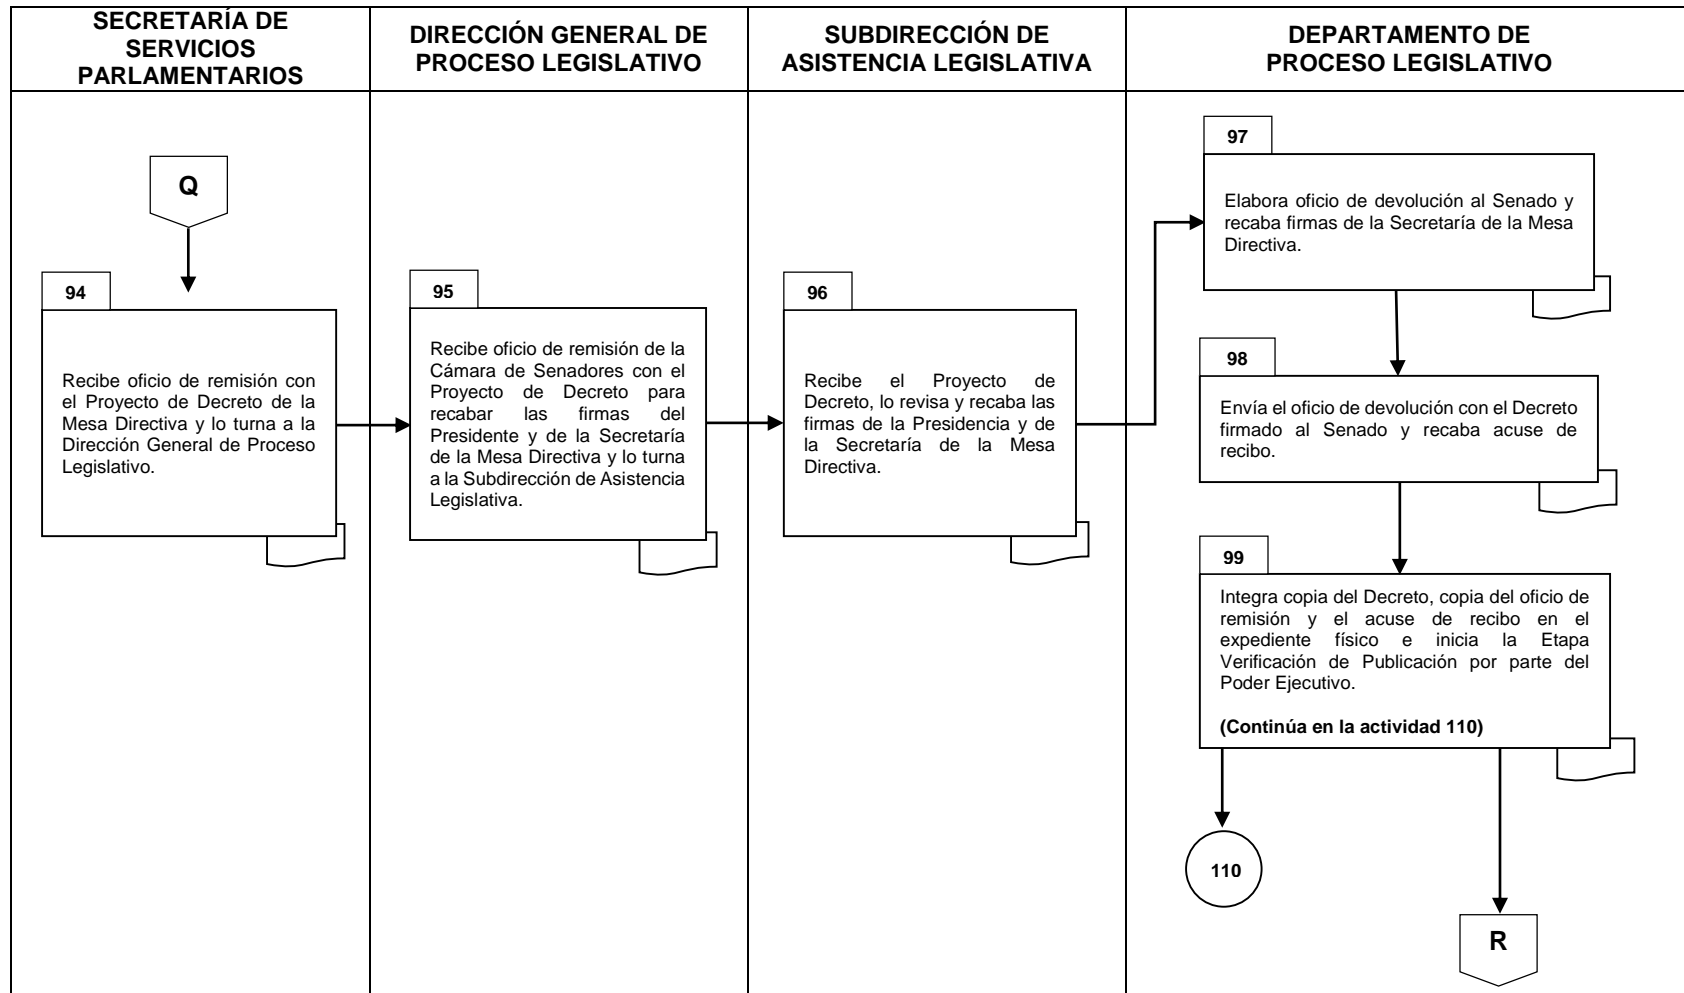 SECRETARÍA DE
SERVICIOS
PARLAMENTARIOS
DIRECCIÓN GENERAL DE
PROCESO LEGISLATIVO
SUBDIRECCIÓN DE
ASISTENCIA LEGISLATIVA
DEPARTAMENTO DE
PROCESO LEGISLATIVO
Q
94
Recibe oficio de remisión con
el Proyecto de Decreto de la
Mesa Directiva y lo turna a la
Dirección General de Proceso
Legislativo.
95
Recibe oficio de remisión de la
Cámara de Senadores con el
Proyecto de Decreto para
recabar las firmas del
Presidente y de la Secretaría
de la Mesa Directiva y lo turna
a la Subdirección de Asistencia
Legislativa.
96
Recibe el Proyecto de
Decreto, lo revisa y recaba las
firmas de la Presidencia y de
la Secretaría de la Mesa
Directiva.
97
Elabora oficio de devolución al Senado y
recaba firmas de la Secretaría de la Mesa
Directiva.
98
Envía el oficio de devolución con el Decreto
firmado al Senado y recaba acuse de
recibo.
99
Integra copia del Decreto, copia del oficio de
remisión y el acuse de recibo en el
expediente físico e inicia la Etapa
Verificación de Publicación por parte del
Poder Ejecutivo.
(Continúa en la actividad 110)
110
R